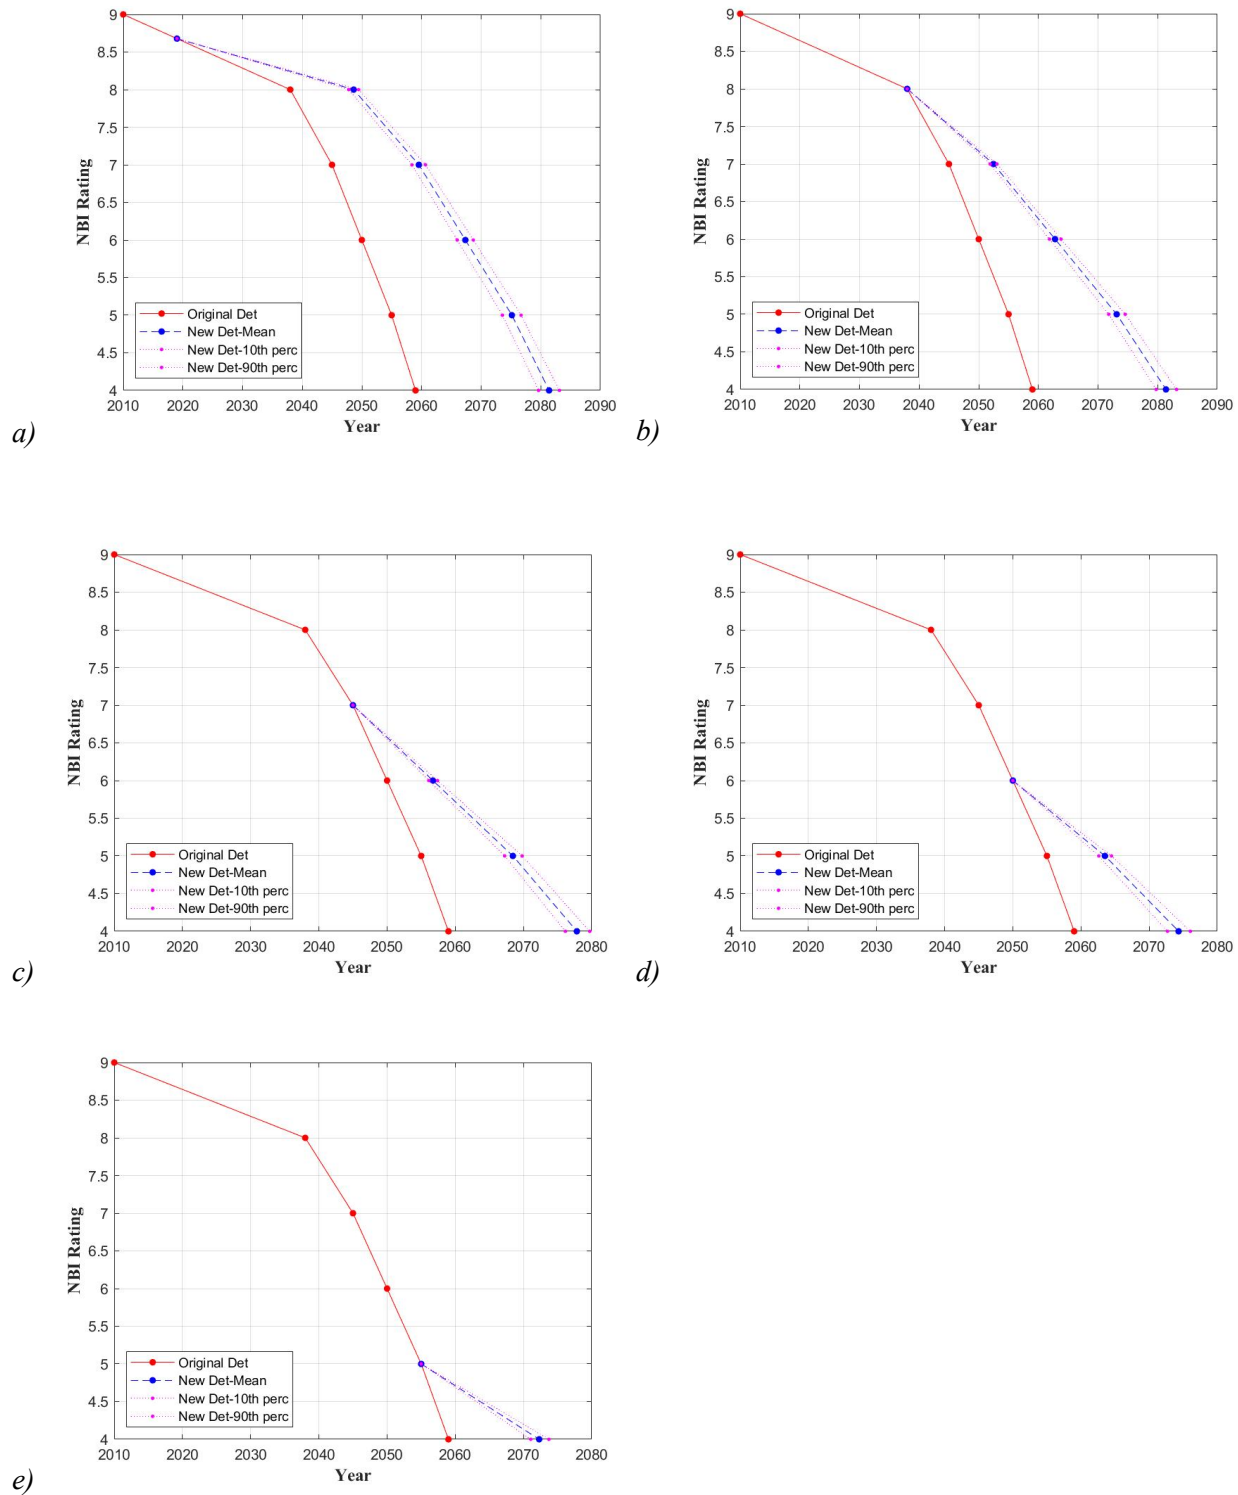 9
8.5
8
7.5
7
6.5
6
5.5
5
4.5
4
NBI Rating
Original Det
New Det-Mean
New Det-10th perc
New Det-90th perc
2010 2020 2030 2040 2050 2060 2070 2080 2090
Year
a)
9
8.5
8
7.5
7
6.5
6
5.5
5
4.5
4
NBI Rating
Original Det
New Det-Mean
New Det-10th perc
New Det-90th perc
2010 2020 2030 2040 2050 2060 2070 2080 2090
Year
b)
9
8.5
8
7.5
7
6.5
6
5.5
5
4.5
4
NBI Rating
Original Det
New Det-Mean
New Det-10th perc
New Det-90th perc
2010 2020 2030 2040 2050 2060 2070 2080
Year
c)
9
8.5
8
7.5
7
6.5
6
5.5
5
4.5
4
NBI Rating
Original Det
New Det-Mean
New Det-10th perc
New Det-90th perc
2010 2020 2030 2040 2050 2060 2070 2080
Year
d)
9
8.5
8
7.5
7
6.5
6
5.5
5
4.5
4
NBI Rating
Original Det
New Det-Mean
New Det-10th perc
New Det-90th perc
2010 2020 2030 2040 2050 2060 2070 2080
Year
e)